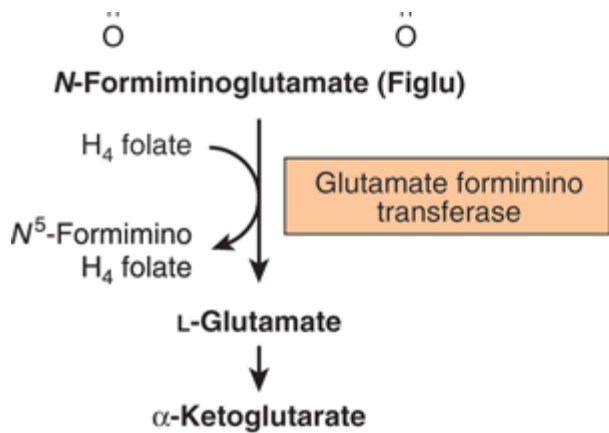 O O
N-Formiminoglutamate (Figlu)
H₄ folate
Glutamate formimino
transferase
N⁵-Formimino
H₄ folate
L-Glutamate
α-Ketoglutarate